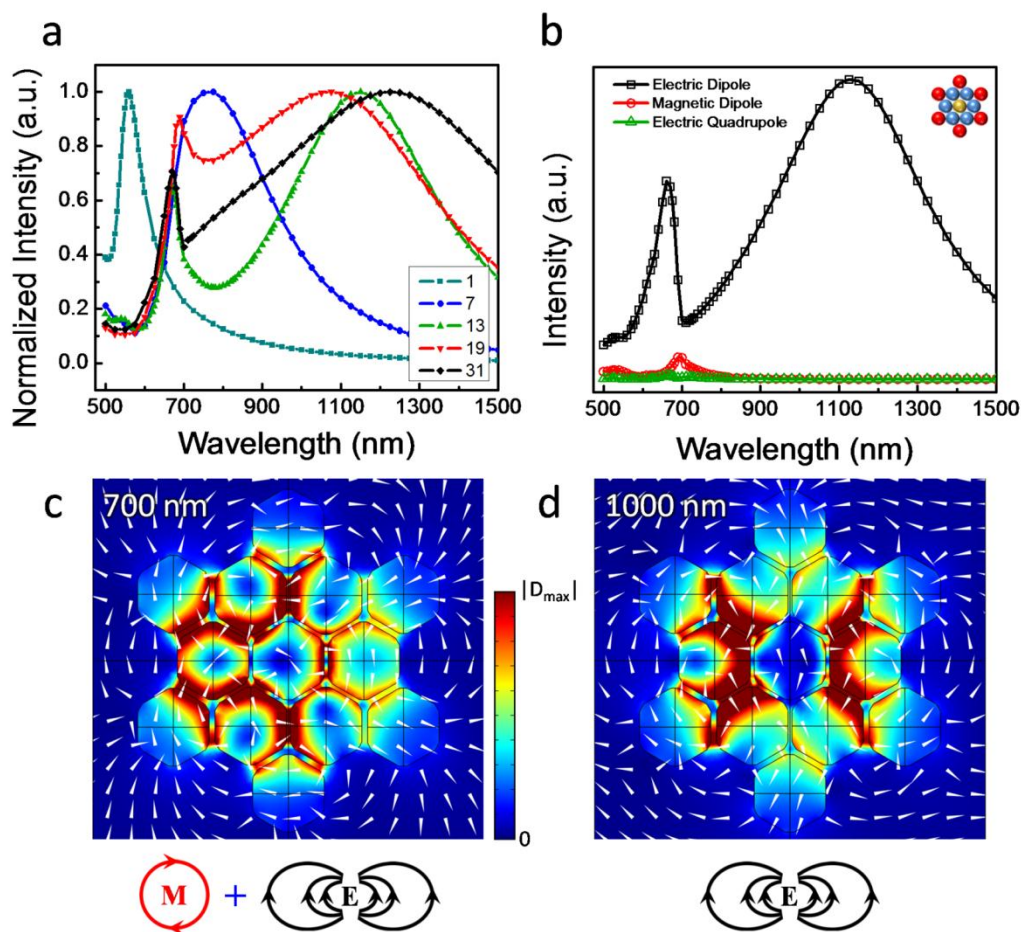 a
Normalized Intensity (a.u.)
1.0
0.8
0.6
0.4
0.2
0.0
500 700 900 1100 1300 1500
Wavelength (nm)
1
7
13
19
31
b
Intensity (a.u.)
Electric Dipole
Magnetic Dipole
Electric Quadrupole
500 700 900 1100 1300 1500
Wavelength (nm)
c
700 nm
|Dmax|
0
d
1000 nm
M + E
E